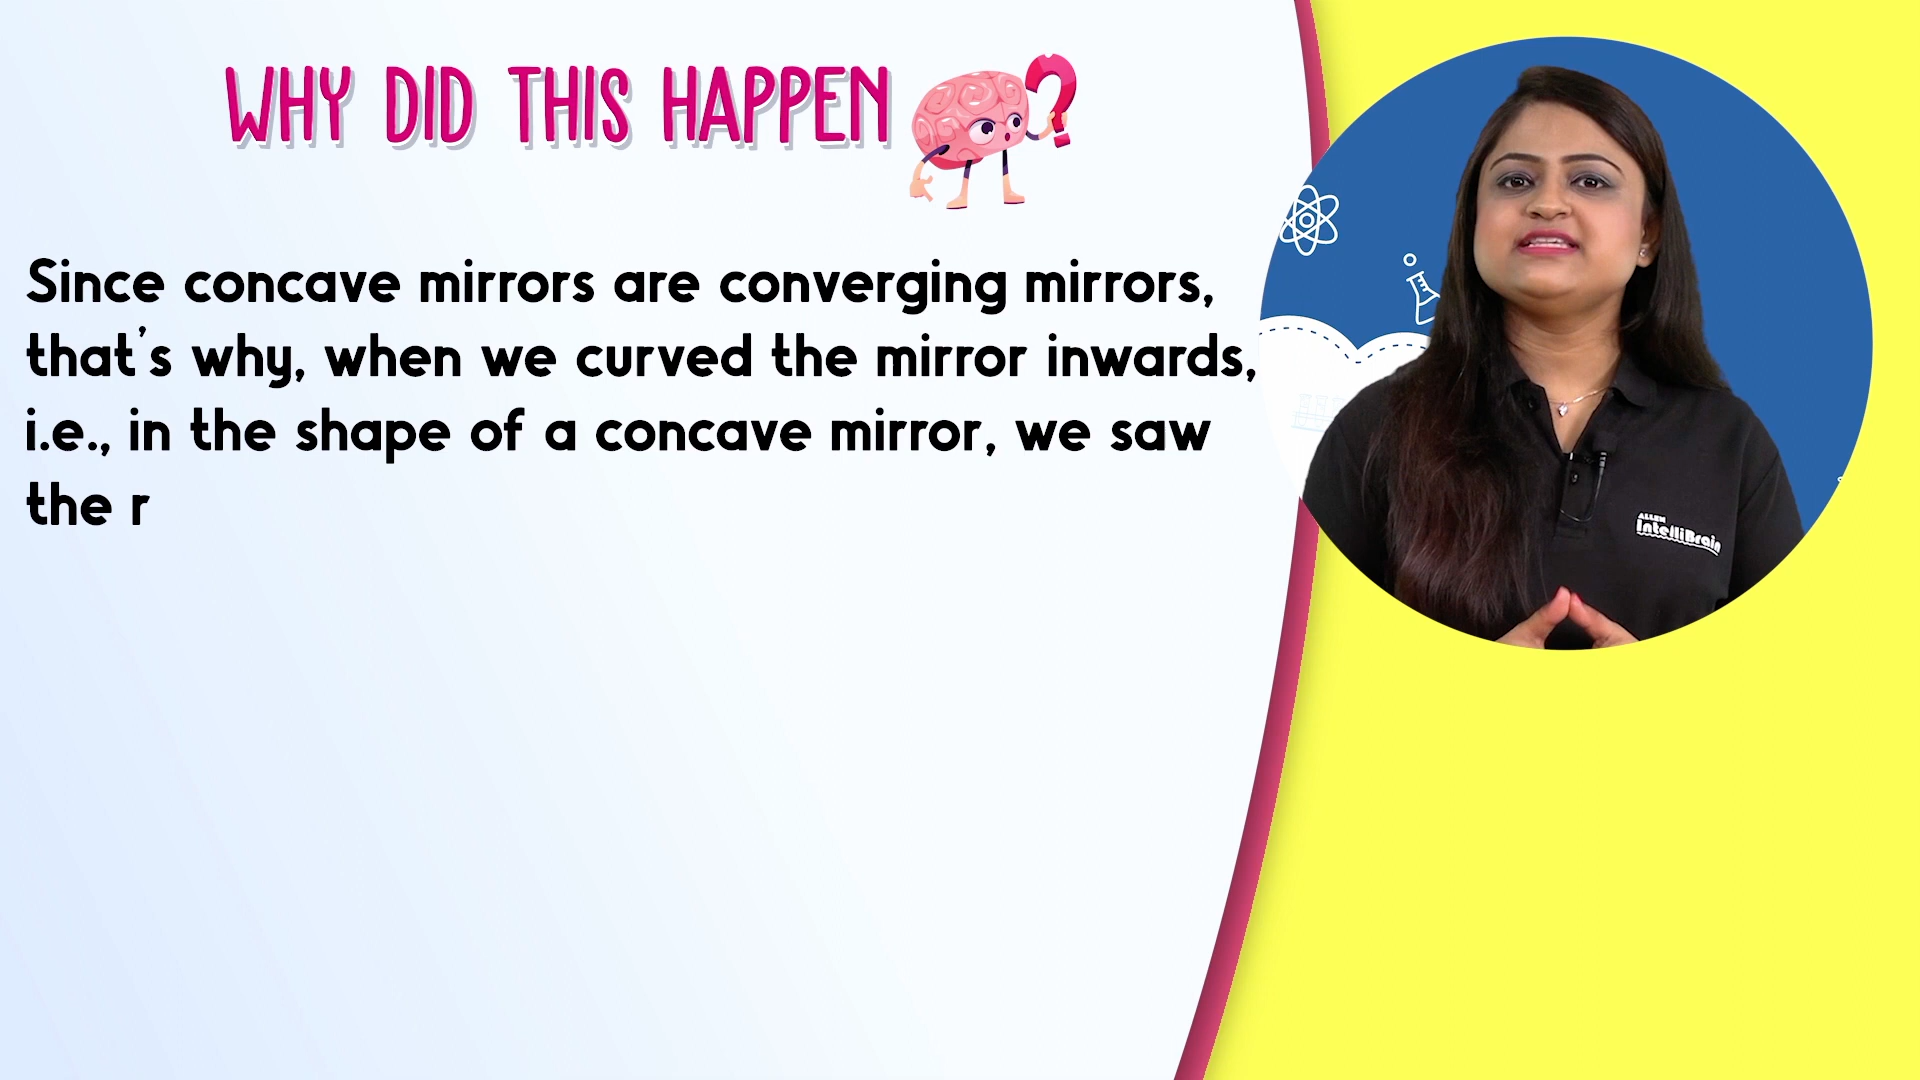 WHY DID THIS HAPPEN ?
Since concave mirrors are converging mirrors,
that's why, when we curved the mirror inwards,
i.e., in the shape of a concave mirror, we saw
the r
ALLEN
IntelliBrain